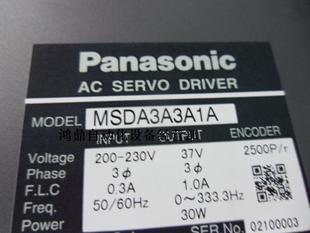 Panasonic
AC SERVO DRIVER
MODEL MSDA3A3A1A
INPUT OUTPUT ENCODER
Voltage 200-230V 37V 2500P/r
Phase 3ϕ 3ϕ
F.L.C 0.3A 1.0A
Freq. 50/60Hz 0~333.3Hz
Power 30W
SER No. 02100003